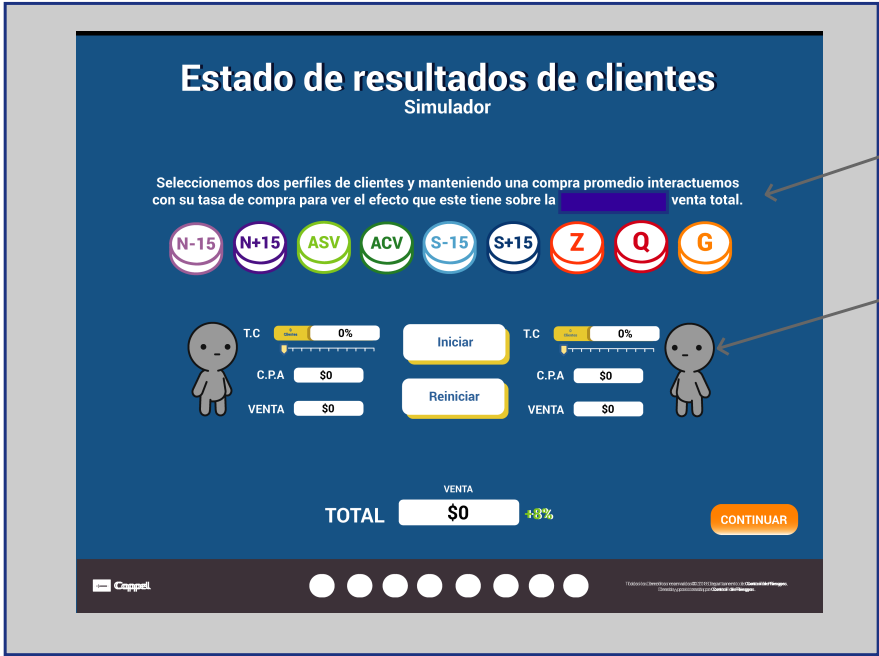 Estado de resultados de clientes
Simulador
Seleccionemos dos perfiles de clientes y manteniendo una compra promedio interactuemos
con su tasa de compra para ver el efecto que este tiene sobre la venta total.
N-15 N+15 ASV ACV S-15 S+15 Z Q G
T.C 0% Iniciar T.C 0%
C.P.A $0 C.P.A $0
Reiniciar
VENTA $0 VENTA $0
VENTA
TOTAL $0 +8%
CONTINUAR
Coppel